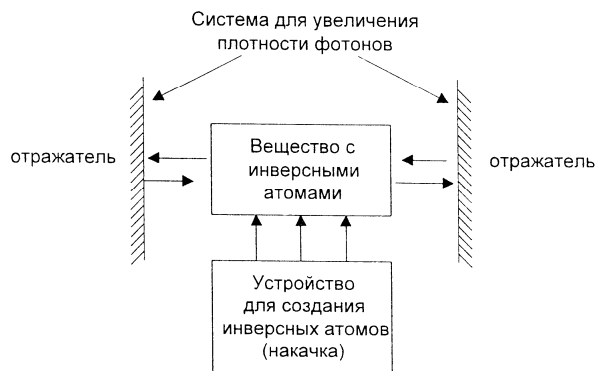 Система для увеличения
плотности фотонов
отражатель
Вещество с
инверсными
атомами
отражатель
Устройство
для создания
инверсных атомов
(накачка)